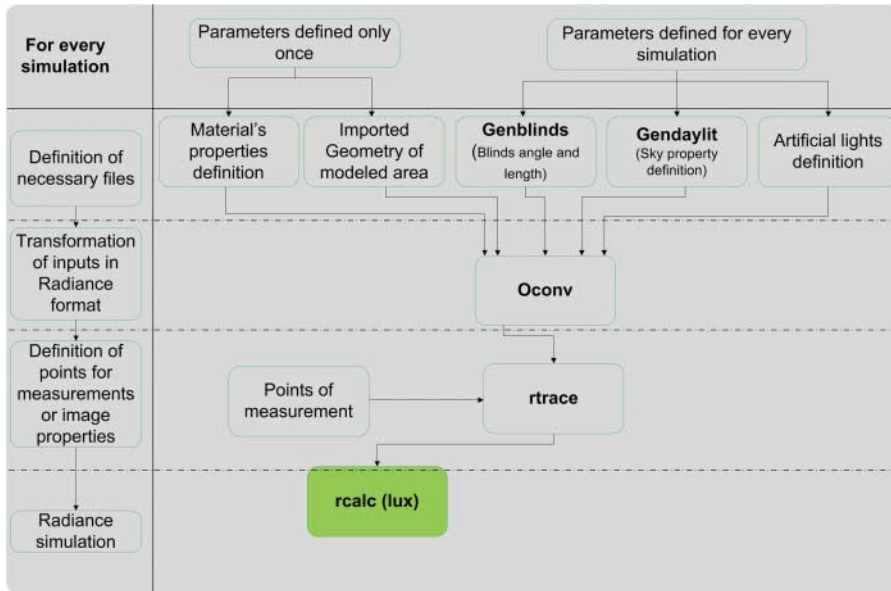 For every
simulation
Parameters defined only
once
Parameters defined for every
simulation
Definition of
necessary files
Material's
properties
definition
Imported
Geometry of
modeled area
Genblinds
(Blinds angle and
length)
Gendaylit
(Sky property
definition)
Artificial lights
definition
Transformation
of inputs in
Radiance
format
Oconv
Definition of
points for
measurements
or image
properties
Points of
measurement
rtrace
rcalc (lux)
Radiance
simulation